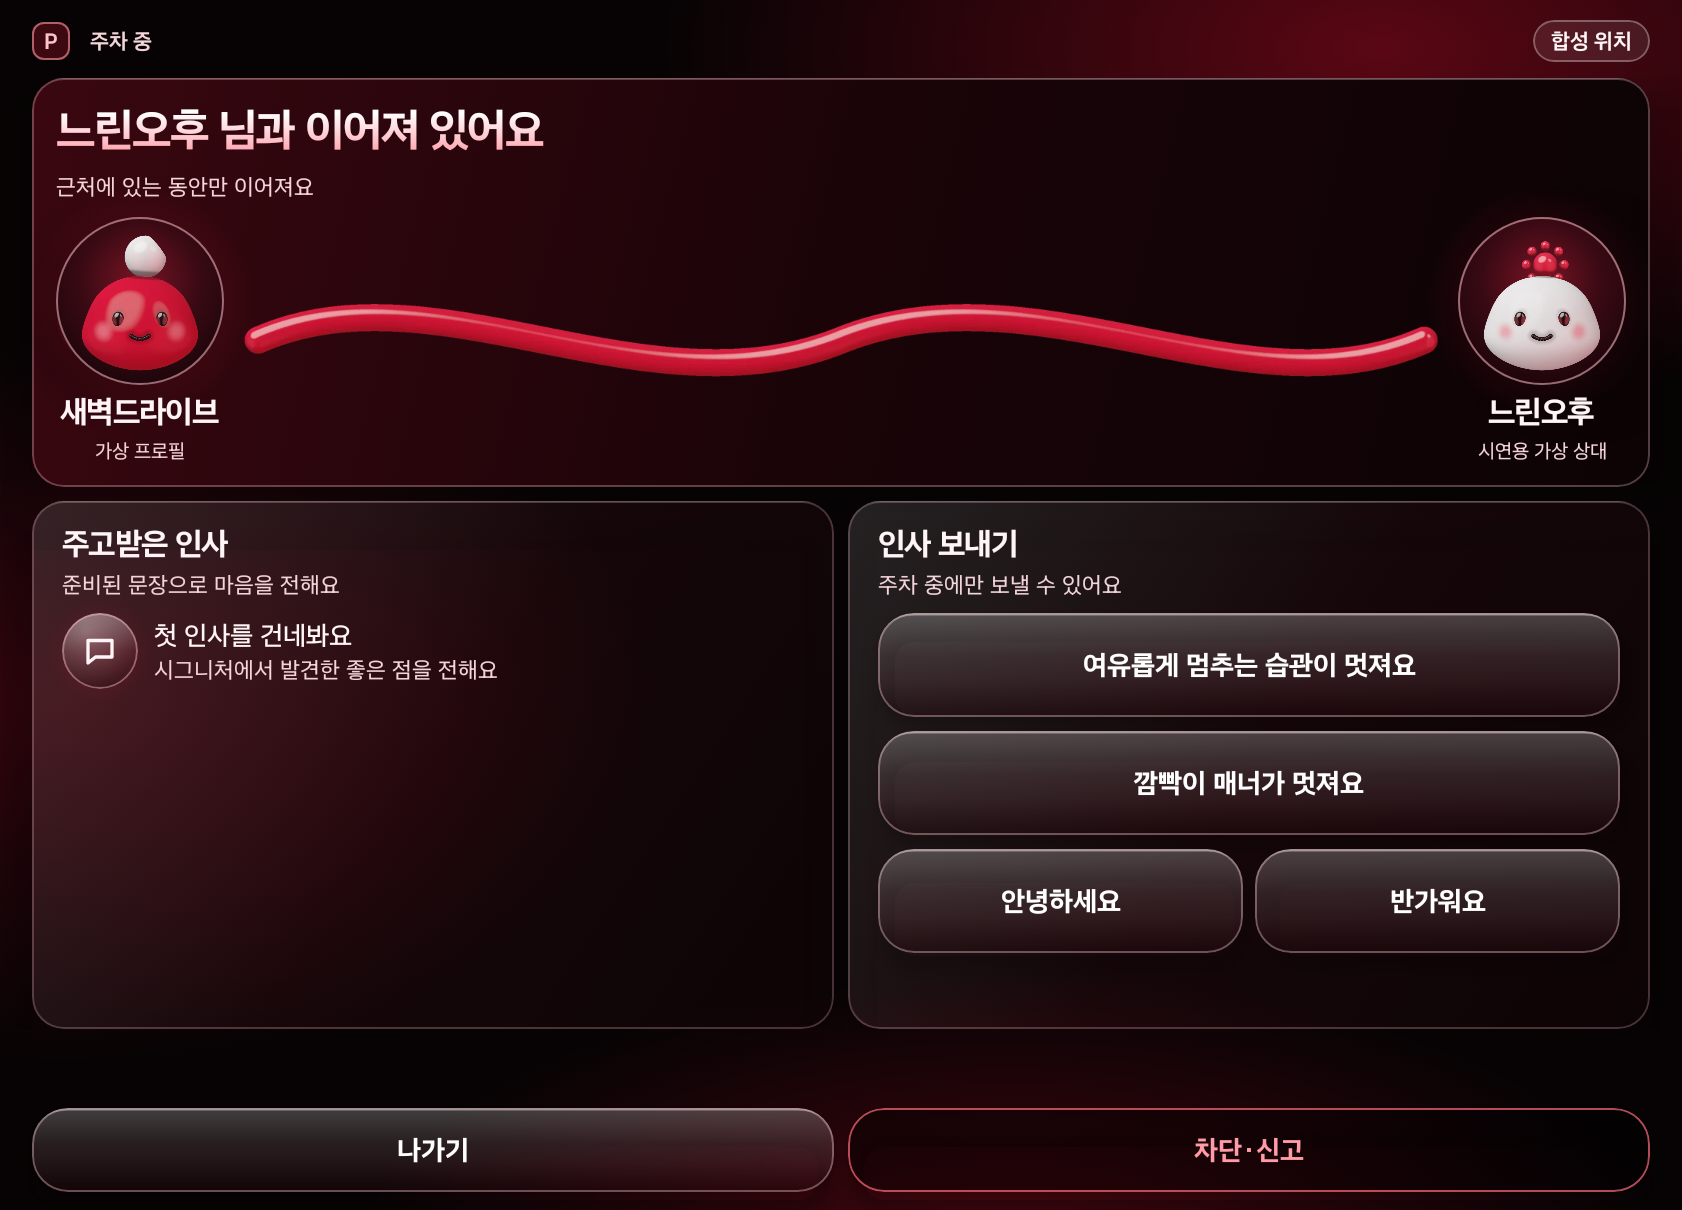 P 주차 중
합성 위치
느린오후 님과 이어져 있어요
근처에 있는 동안만 이어져요
새벽드라이브
가상 프로필
느린오후
시연용 가상 상대
주고받은 인사
준비된 문장으로 마음을 전해요
첫 인사를 건네봐요
시그니처에서 발견한 좋은 점을 전해요
인사 보내기
주차 중에만 보낼 수 있어요
여유롭게 멈추는 습관이 멋져요
깜빡이 매너가 멋져요
안녕하세요
반가워요
나가기
차단·신고